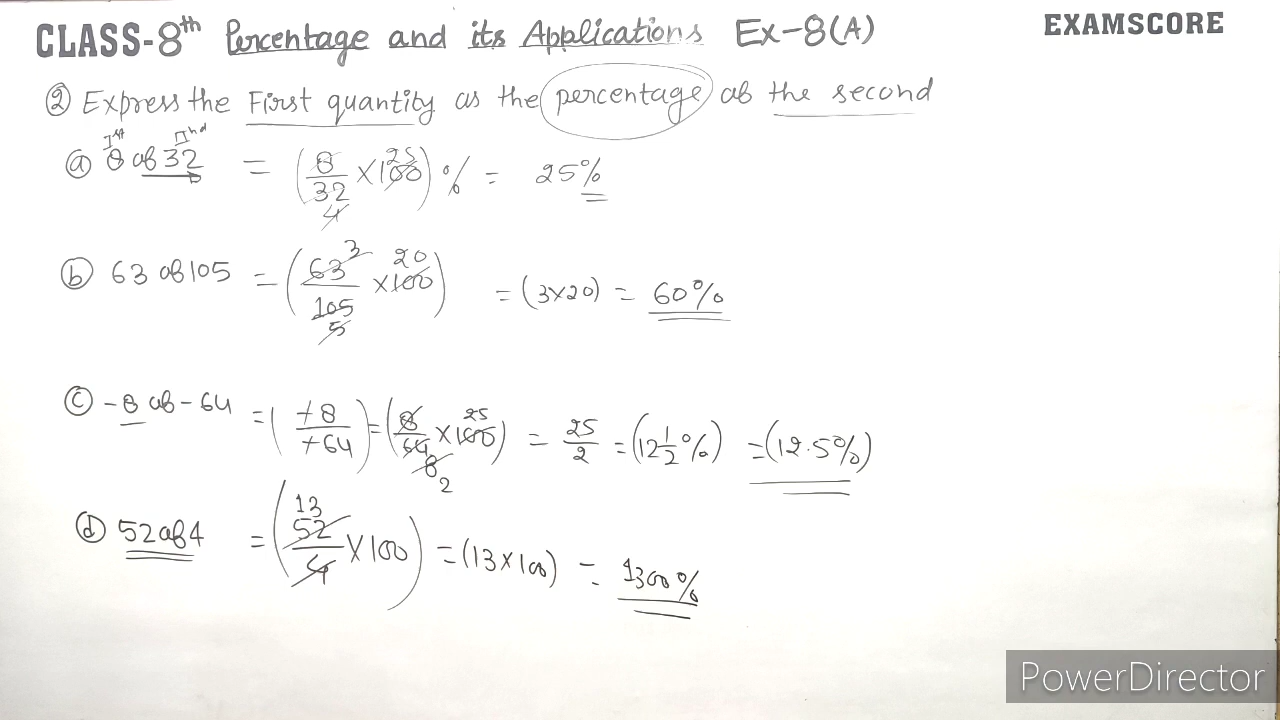 CLASS-8th Percentage and its Applications Ex-8(A) EXAMSCORE
② Express the First quantity as the percentage of the second
Ist IInd
ⓐ 8 of 32 = (8/32 4 × 100 25) % = 25%
ⓑ 63 of 105 = (63 3/105 5 × 100 20) = (3×20) = 60%
ⓒ -8 of -64 = (+8/+64) = (8/64 8 2 × 100 25) = 25/2 = (12 1/2 %) = (12.5%)
ⓓ 52 of 4 = (52 13/4 × 100) = (13×100) = 1300%
PowerDirector